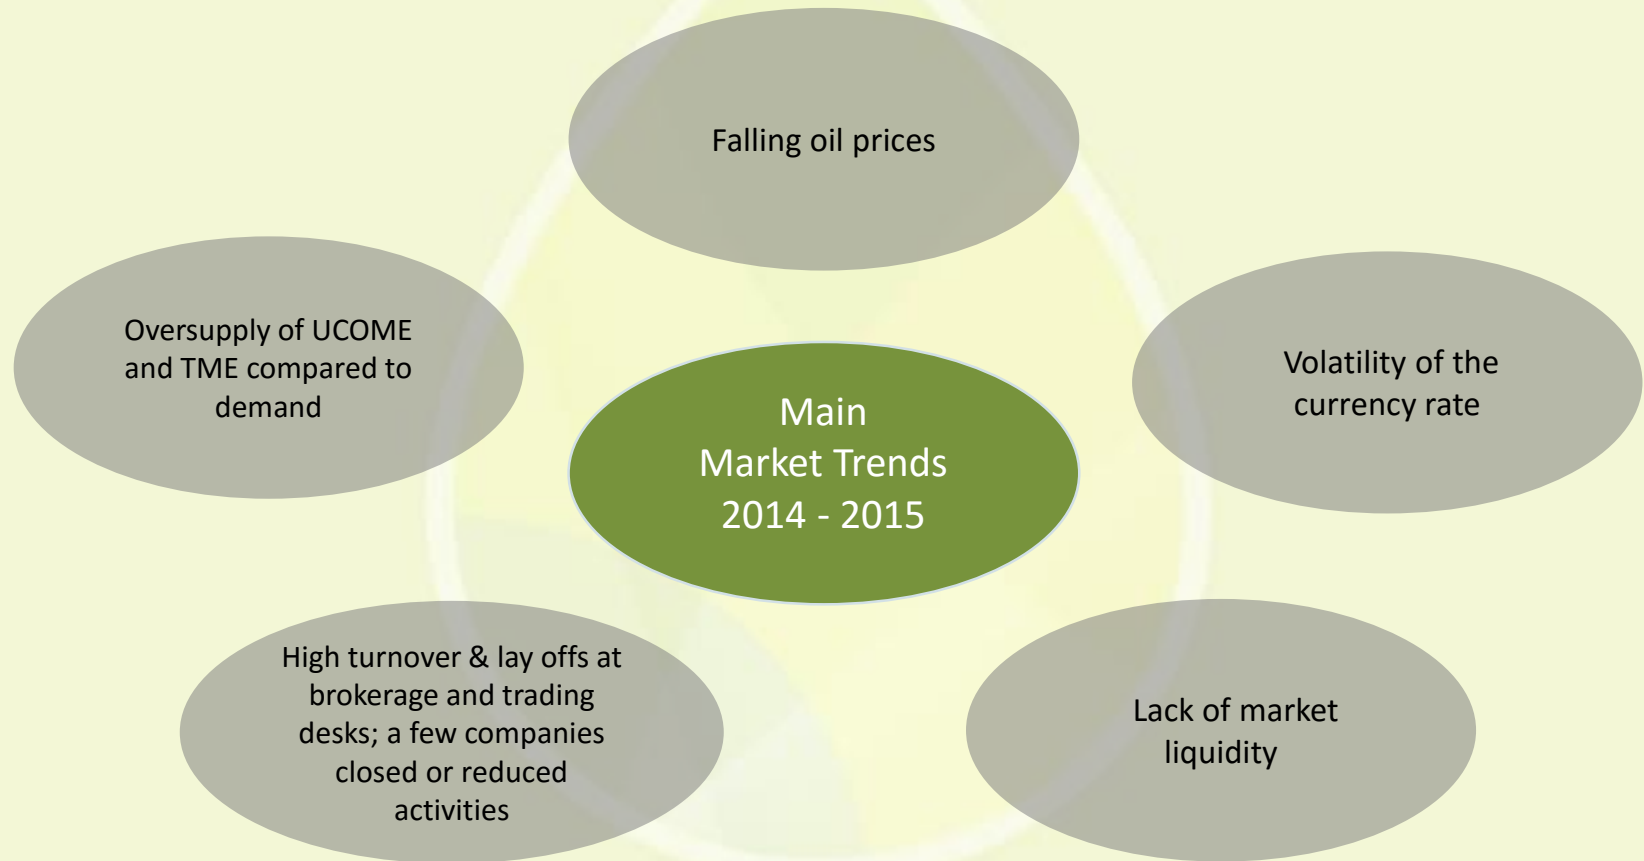 Falling oil prices
Oversupply of UCOME
and TME compared to
demand
Volatility of the
currency rate
Main
Market Trends
2014 - 2015
High turnover & lay offs at
brokerage and trading
desks; a few companies
closed or reduced
activities
Lack of market
liquidity